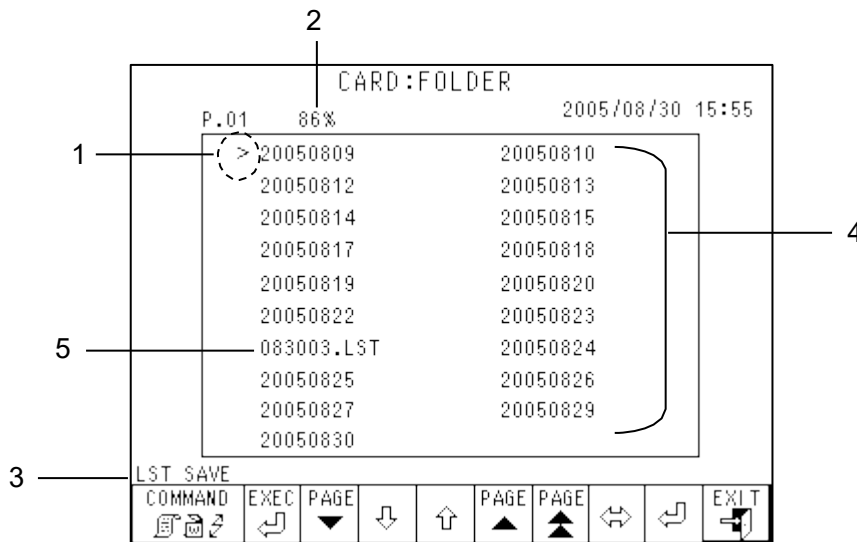 2
CARD:FOLDER
P.01 86% 2005/08/30 15:55
1 > 20050809 20050810
20050812 20050813
20050814 20050815
20050817 20050818
4
20050819 20050820
20050822 20050823
5 083003.LST 20050824
20050825 20050826
20050827 20050829
20050830
3 LST SAVE
COMMAND EXEC PAGE PAGE PAGE EXIT